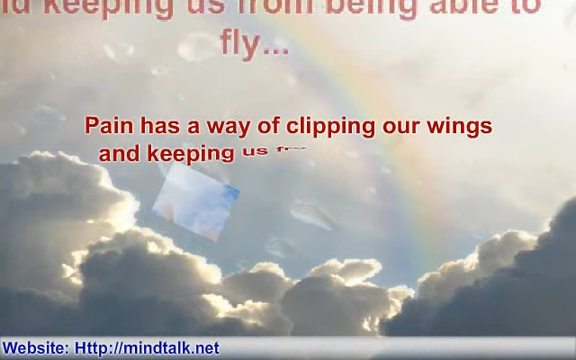 nd keeping us from being able to
fly...
Pain has a way of clipping our wings
and keeping us
Website: Http://mindtalk.net